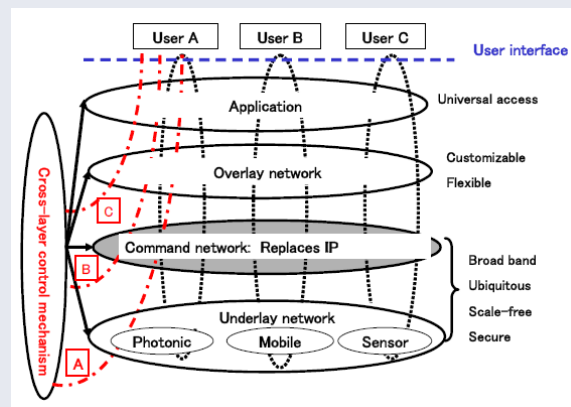 User A
User B
User C
User interface
Application
Universal access
Overlay network
Customizable
Flexible
Cross-layer control mechanism
C
Command network: Replaces IP
B
Broad band
Ubiquitous
Scale-free
Secure
Underlay network
Photonic
Mobile
Sensor
A